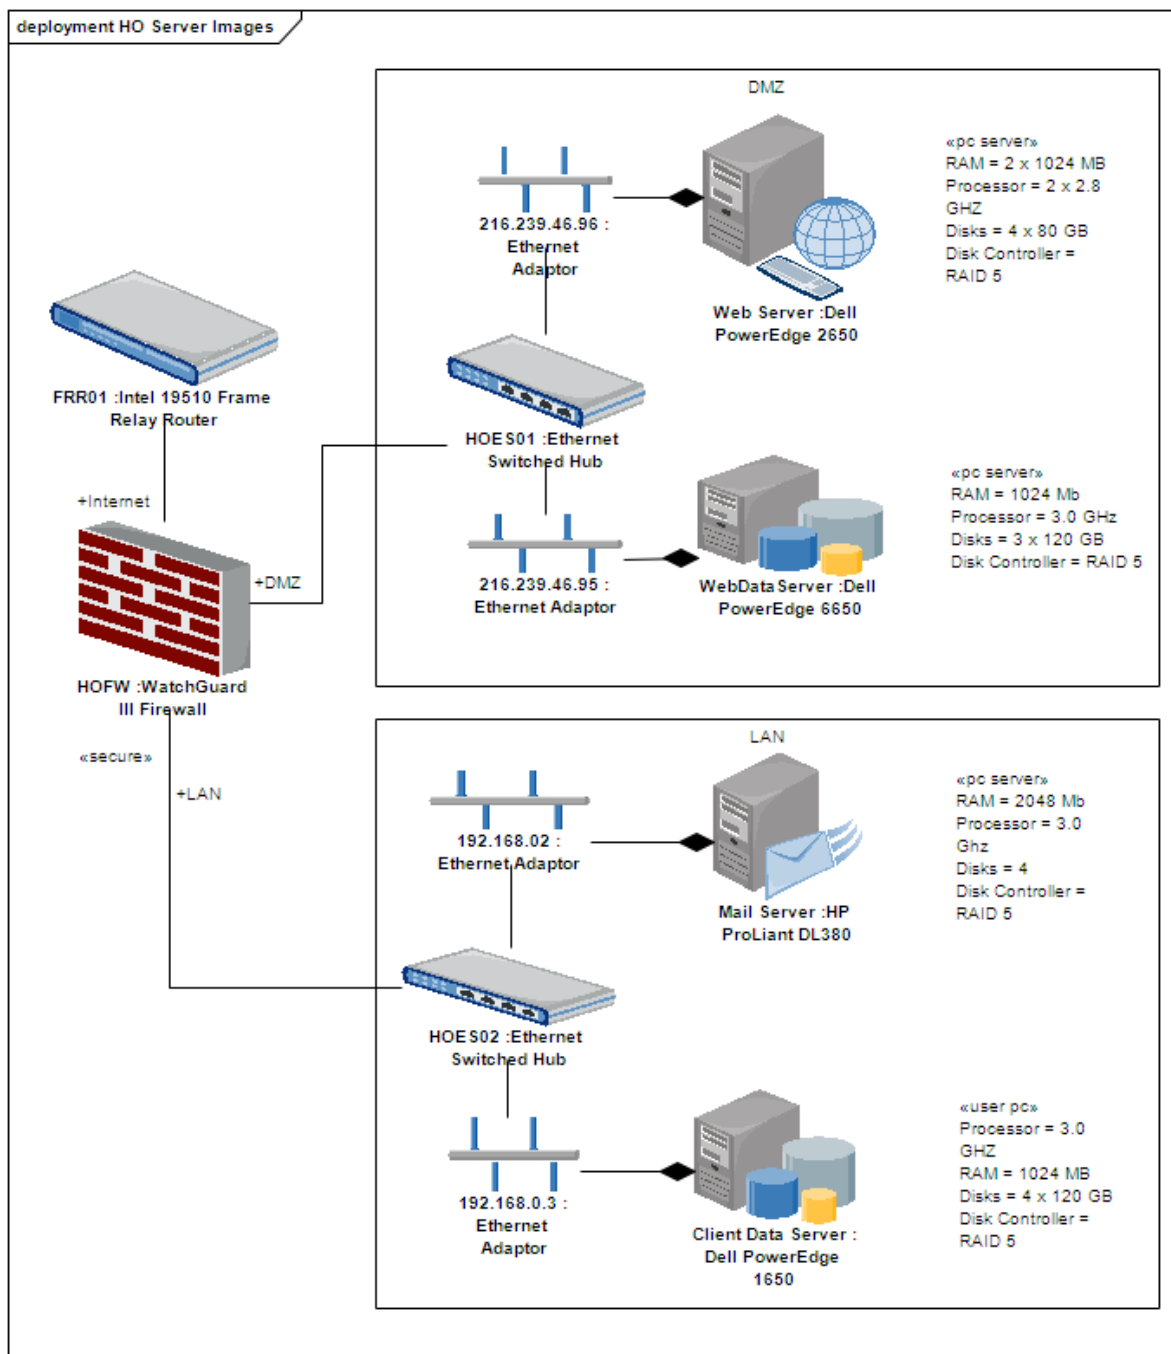 deployment HO Server Images
DMZ
216.239.46.96 :
Ethernet
Adaptor
Web Server :Dell
PowerEdge 2650
«pc server»
RAM = 2 x 1024 MB
Processor = 2 x 2.8
GHZ
Disks = 4 x 80 GB
Disk Controller =
RAID 5
FRR01 :Intel 19510 Frame
Relay Router
HOES01 :Ethernet
Switched Hub
+Internet
+DMZ
216.239.46.95 :
Ethernet Adaptor
WebDataServer :Dell
PowerEdge 6650
«pc server»
RAM = 1024 Mb
Processor = 3.0 GHz
Disks = 3 x 120 GB
Disk Controller = RAID 5
HOFW :WatchGuard
III Firewall
«secure»
+LAN
LAN
192.168.02 :
Ethernet Adaptor
Mail Server :HP
ProLiant DL380
«pc server»
RAM = 2048 Mb
Processor = 3.0
Ghz
Disks = 4
Disk Controller =
RAID 5
HOES02 :Ethernet
Switched Hub
192.168.0.3 :
Ethernet
Adaptor
Client Data Server :
Dell PowerEdge
1650
«user pc»
Processor = 3.0
GHZ
RAM = 1024 MB
Disks = 4 x 120 GB
Disk Controller =
RAID 5